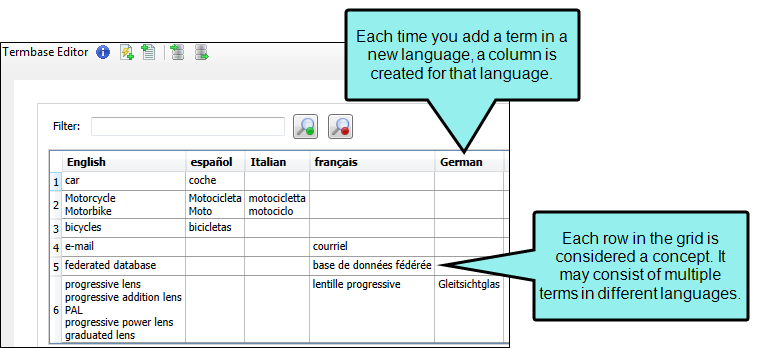 Each time you add a term in a
new language, a column is
created for that language.
Termbase Editor
Filter:
English español Italian français German
1 car coche
2 Motorcycle Motocicleta motocicletta
Motorbike Moto motociclo
3 bicycles bicicletas
4 e-mail courriel
5 federated database base de données fédérée
Each row in the grid is
considered a concept. It
may consist of multiple
terms in different languages.
6 progressive lens lentille progressive Gleitsichtglas
progressive addition lens
PAL
progressive power lens
graduated lens